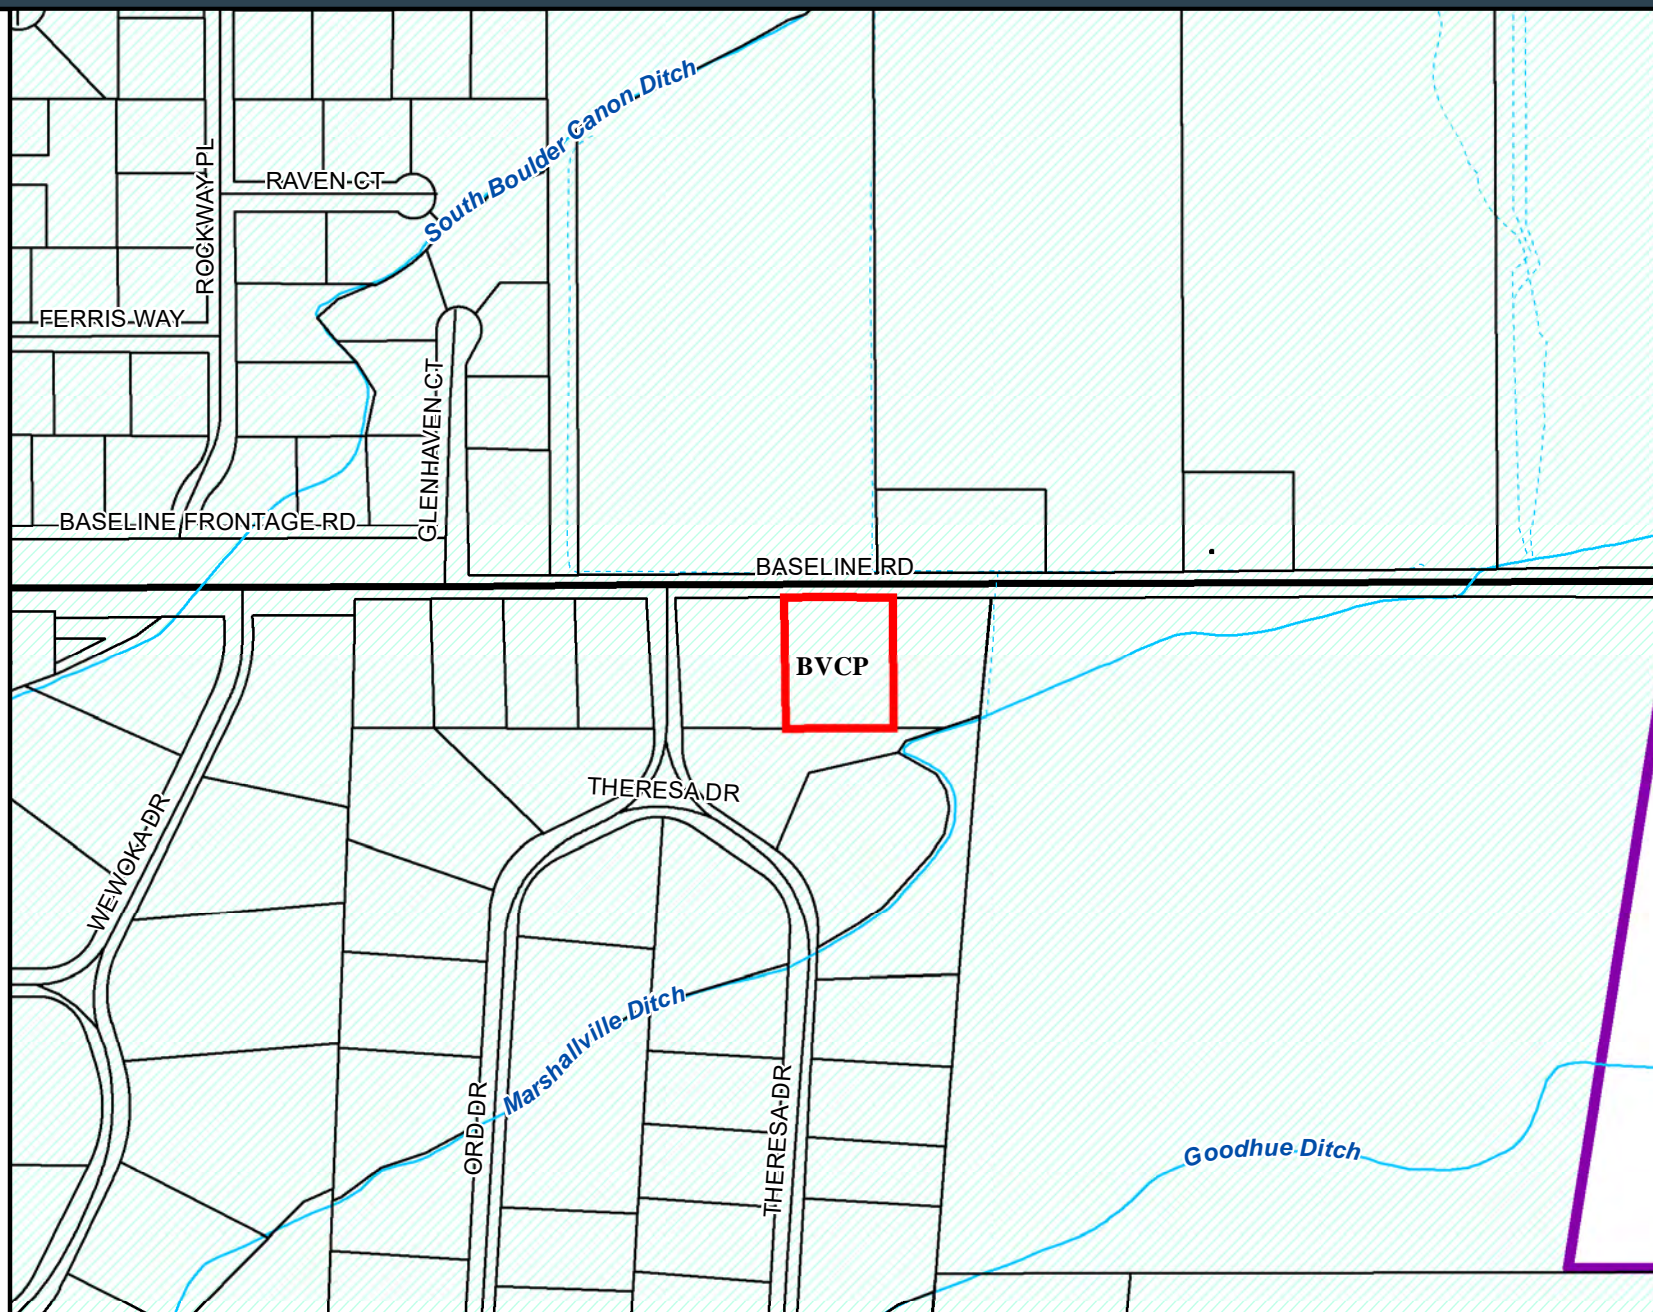 South Boulder Canon Ditch
ROCKWAY PL
RAVEN CT
FERRIS WAY
GLENHAVEN CT
BASELINE FRONTAGE RD
BASELINE RD
BVCP
THERESA DR
WEWOKA DR
Marshallville Ditch
ORD DR
THERESA DR
Goodhue Ditch